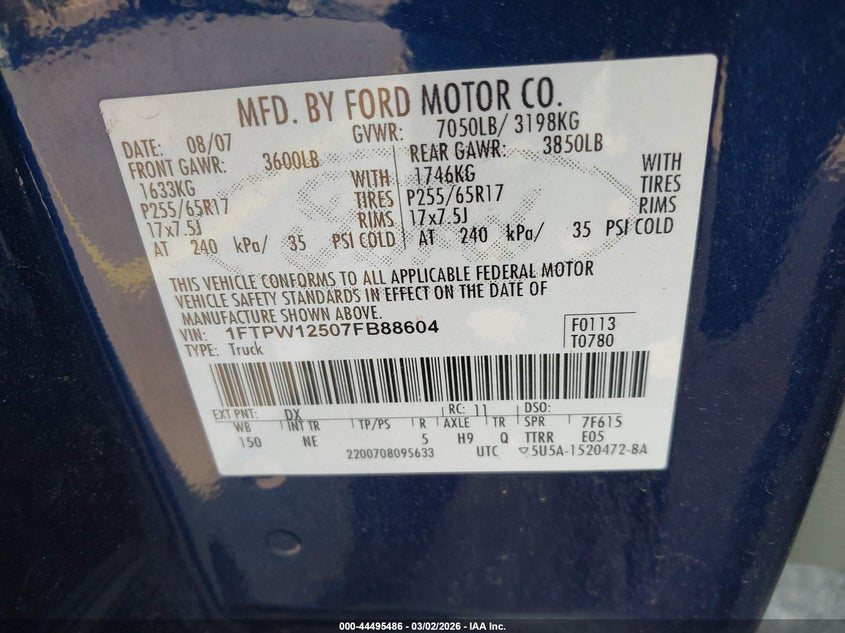 MFD. BY FORD MOTOR CO.
DATE: 08/07 GVWR: 7050LB/ 3198KG
FRONT GAWR: 3600LB REAR GAWR: 3850LB
1633KG WITH 1746KG WITH
P255/65R17 TIRES P255/65R17 TIRES
17x7.5J RIMS 17x7.5J RIMS
AT 240 kPa/ 35 PSI COLD AT 240 kPa/ 35 PSI COLD
THIS VEHICLE CONFORMS TO ALL APPLICABLE FEDERAL MOTOR
VEHICLE SAFETY STANDARDS IN EFFECT ON THE DATE OF
MANUFACTURE SHOWN ABOVE.
VIN: 1FTPW12507FB88604 F0113
TYPE: Truck T0780
EXT PNT: DX RC: 11 DSO:
WB INT TR TP/PS R AXLE TR SPR 7F615
150 NE 5 H9 Q TTRR E05
2200708095633 UTC ▽5U5A-1520472-BA
000-44495486 - 03/02/2026 - IAA Inc.